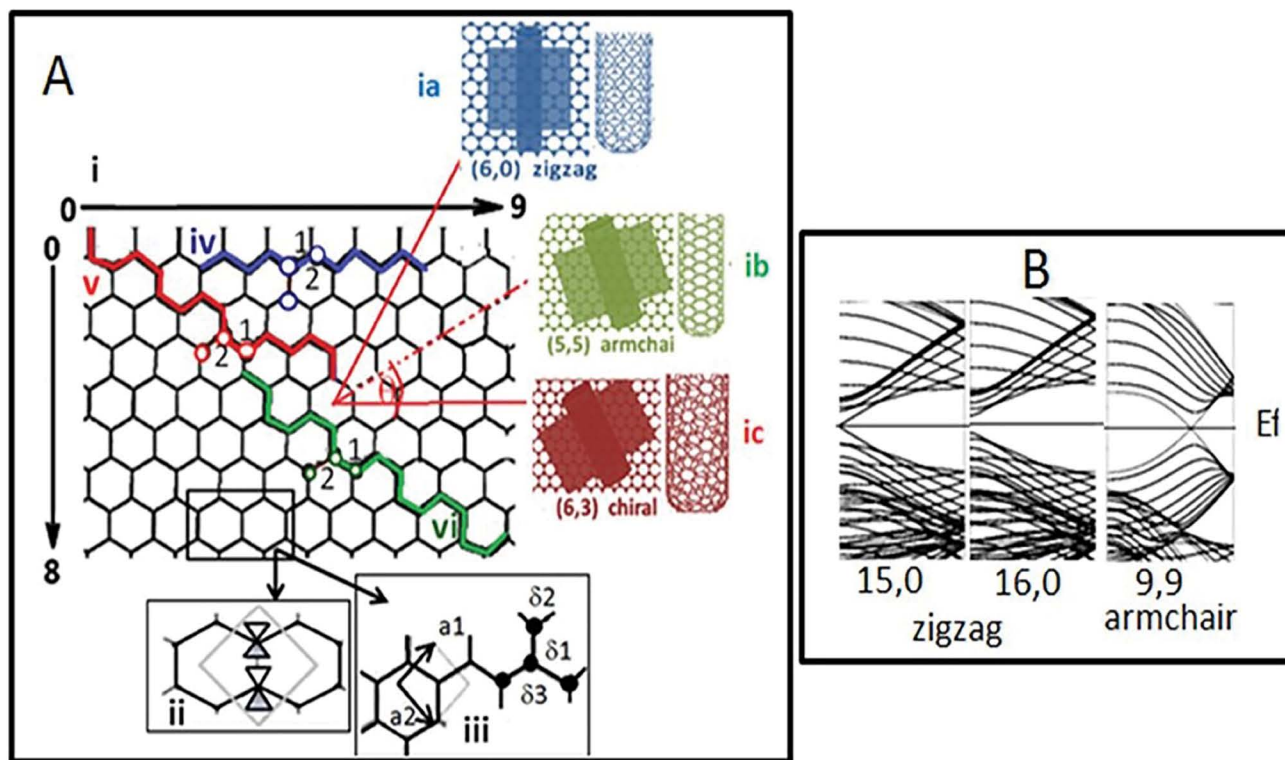 A
i
0
9
0
8
ia
(6,0) zigzag
ib
(5,5) armchai
ic
(6,3) chiral
iv
1
2
v
1
2
θ
1
2
vi
ii
a1
a2
iii
δ2
δ1
δ3
B
Ef
15,0
16,0
9,9
zigzag
armchair